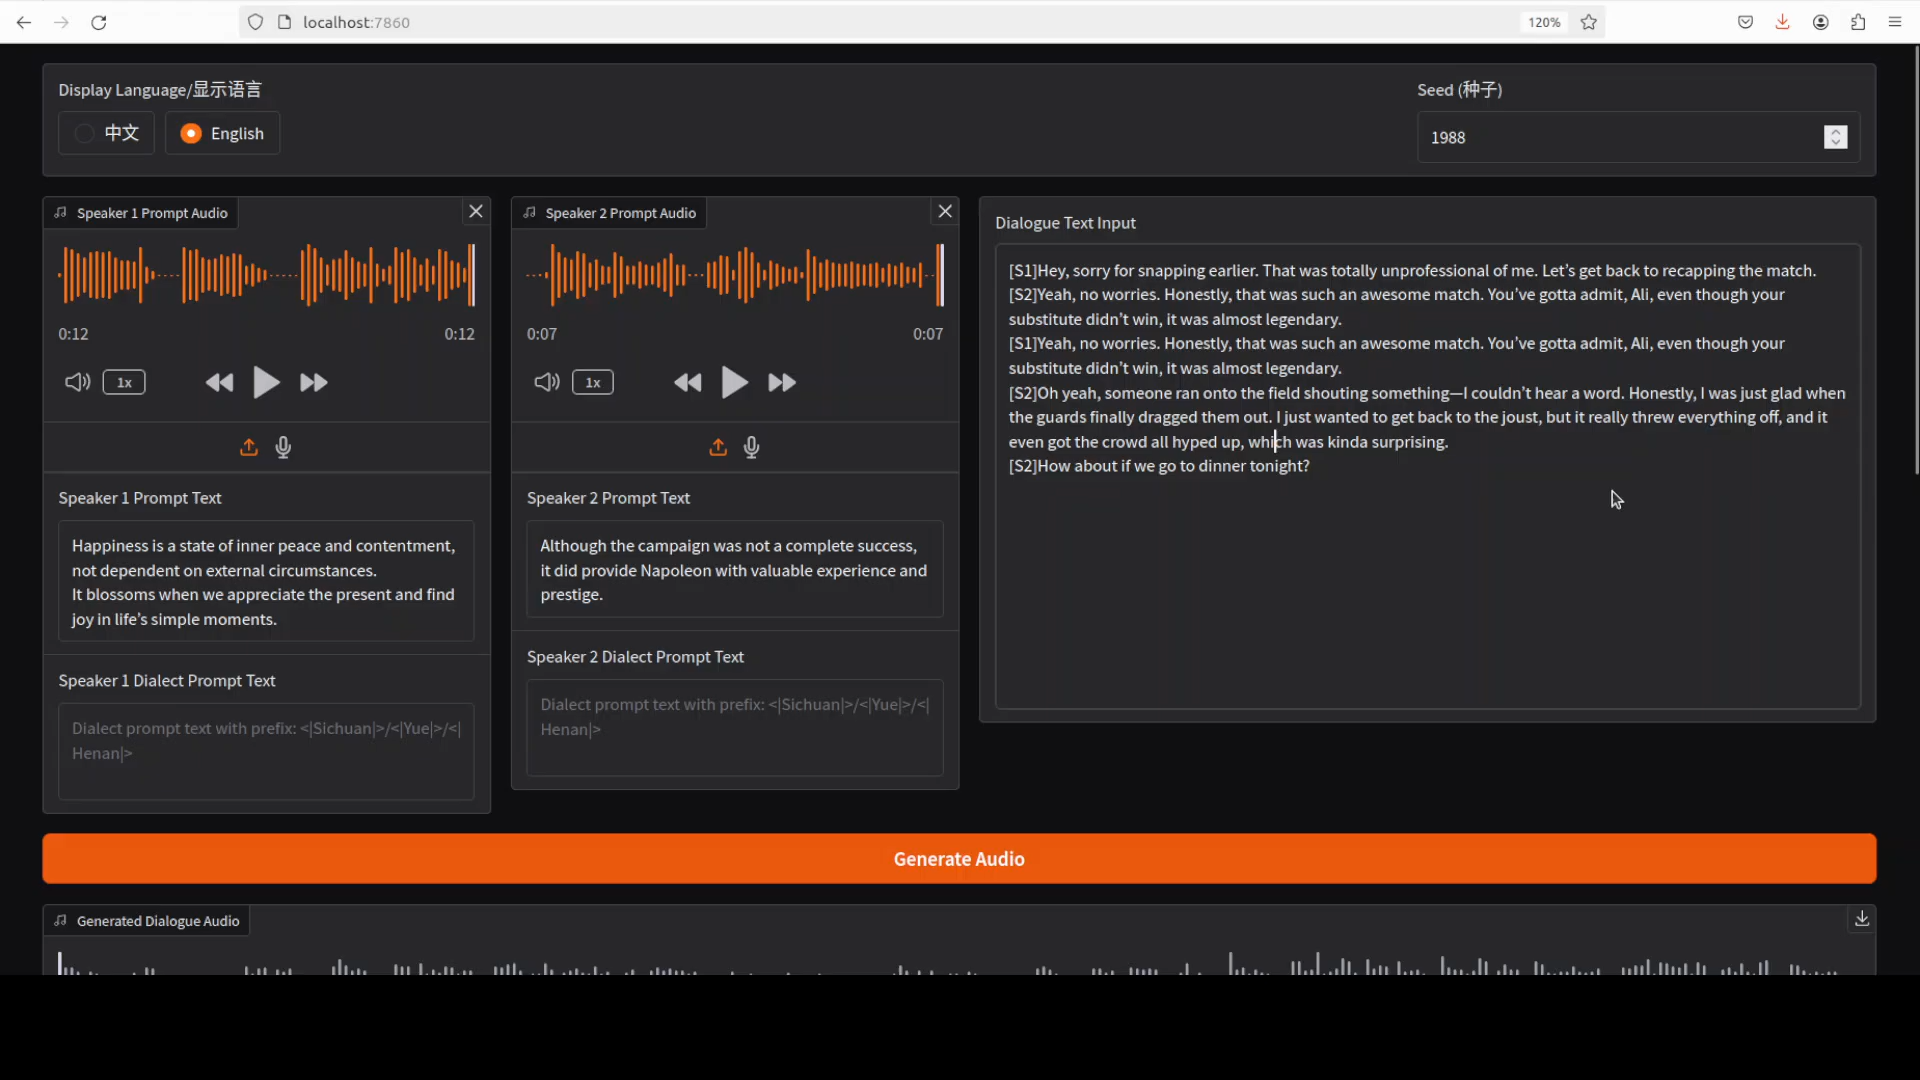 localhost:7860
120%
Display Language/显示语言
中文
English
Seed (种子)
1988
Speaker 1 Prompt Audio
0:12
0:12
1x
Speaker 1 Prompt Text
Happiness is a state of inner peace and contentment,
not dependent on external circumstances.
It blossoms when we appreciate the present and find
joy in life’s simple moments.
Speaker 1 Dialect Prompt Text
Dialect prompt text with prefix: <|Sichuan|>/<|Yue|>/<|
Henan|>
Speaker 2 Prompt Audio
0:07
0:07
1x
Speaker 2 Prompt Text
Although the campaign was not a complete success,
it did provide Napoleon with valuable experience and
prestige.
Speaker 2 Dialect Prompt Text
Dialect prompt text with prefix: <|Sichuan|>/<|Yue|>/<|
Henan|>
Dialogue Text Input
[S1]Hey, sorry for snapping earlier. That was totally unprofessional of me. Let’s get back to recapping the match.
[S2]Yeah, no worries. Honestly, that was such an awesome match. You’ve gotta admit, Ali, even though your
substitute didn’t win, it was almost legendary.
[S1]Yeah, no worries. Honestly, that was such an awesome match. You’ve gotta admit, Ali, even though your
substitute didn’t win, it was almost legendary.
[S2]Oh yeah, someone ran onto the field shouting something—I couldn’t hear a word. Honestly, I was just glad when
the guards finally dragged them out. I just wanted to get back to the joust, but it really threw everything off, and it
even got the crowd all hyped up, which was kinda surprising.
[S2]How about if we go to dinner tonight?
Generate Audio
Generated Dialogue Audio